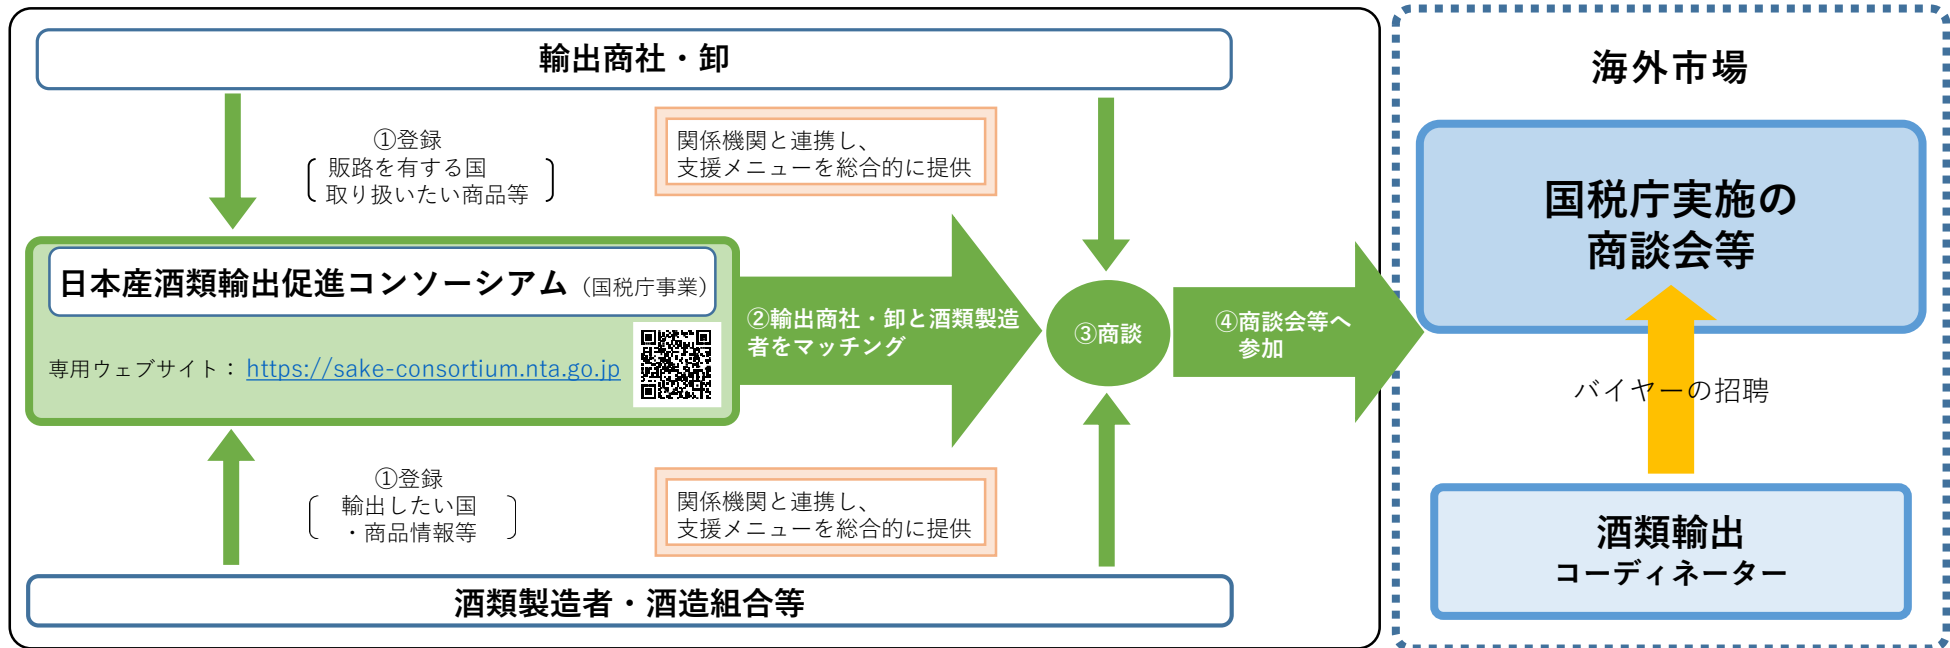 輸出商社・卸
①登録
販路を有する国
取り扱いたい商品等
関係機関と連携し、
支援メニューを総合的に提供
日本産酒類輸出促進コンソーシアム（国税庁事業）
専用ウェブサイト： https://sake-consortium.nta.go.jp
②輸出商社・卸と酒類製造
者をマッチング
③商談
④商談会等へ
参加
①登録
輸出したい国
・商品情報等
関係機関と連携し、
支援メニューを総合的に提供
酒類製造者・酒造組合等
海外市場
国税庁実施の
商談会等
バイヤーの招聘
酒類輸出
コーディネーター